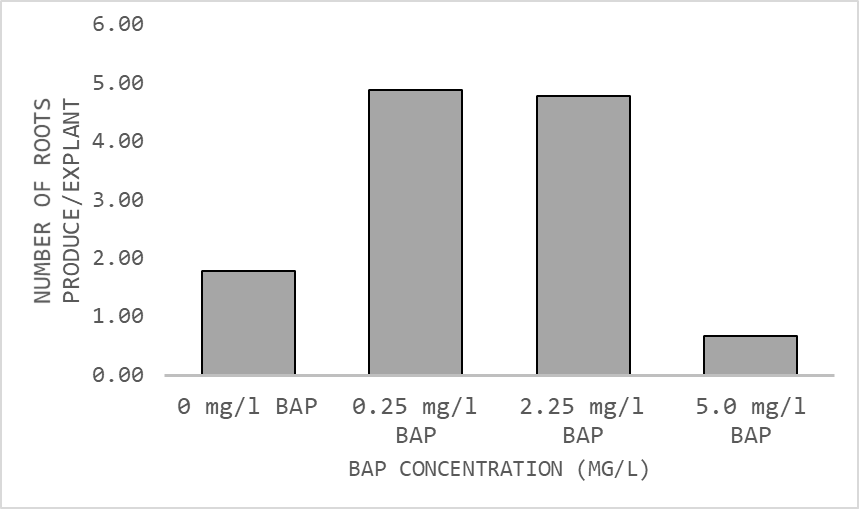 6.00
5.00
4.00
3.00
2.00
1.00
0.00
NUMBER OF ROOTS
PRODUCE/EXPLANT
0 mg/l BAP
0.25 mg/l
BAP
2.25 mg/l
BAP
5.0 mg/l
BAP
BAP CONCENTRATION (MG/L)